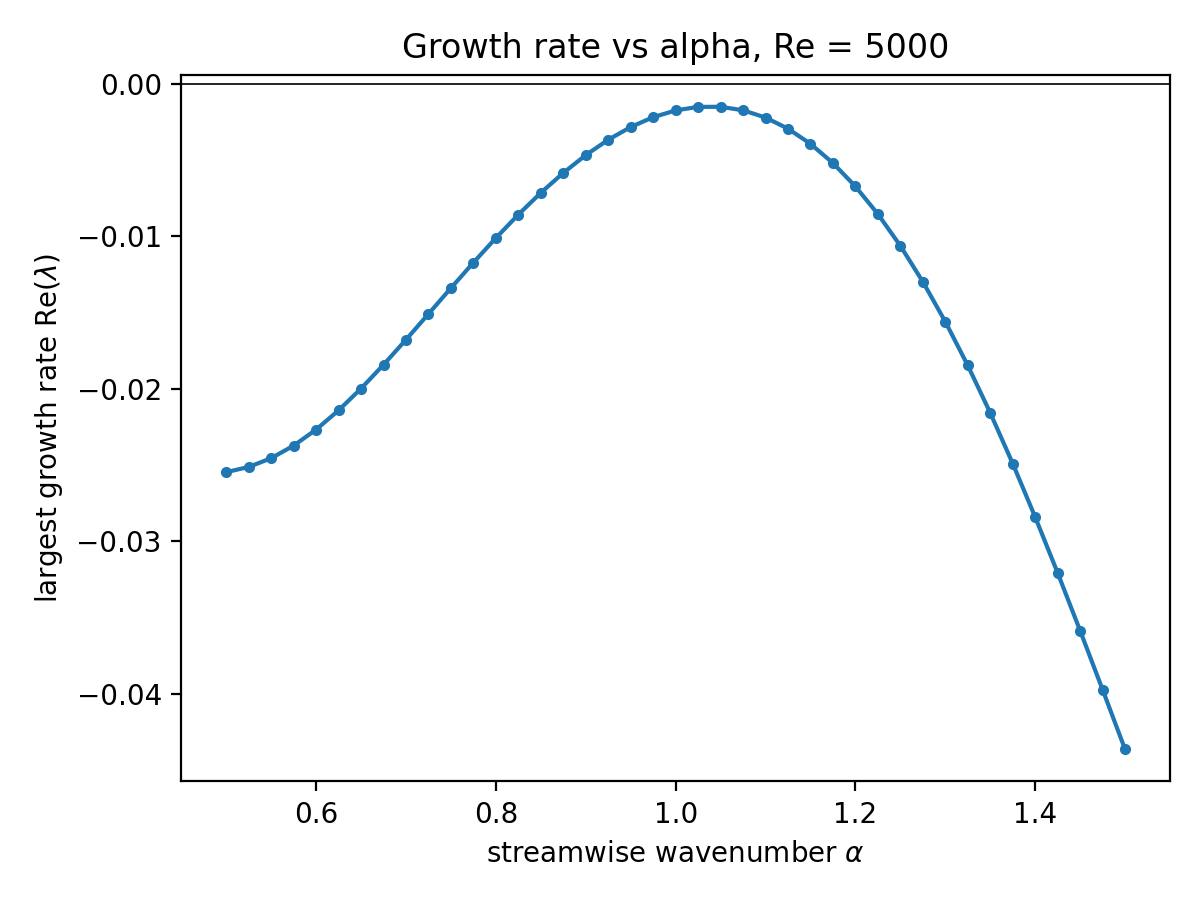 Growth rate vs alpha, Re = 5000
largest growth rate Re(λ)
0.00
−0.01
−0.02
−0.03
−0.04
0.6 0.8 1.0 1.2 1.4
streamwise wavenumber α